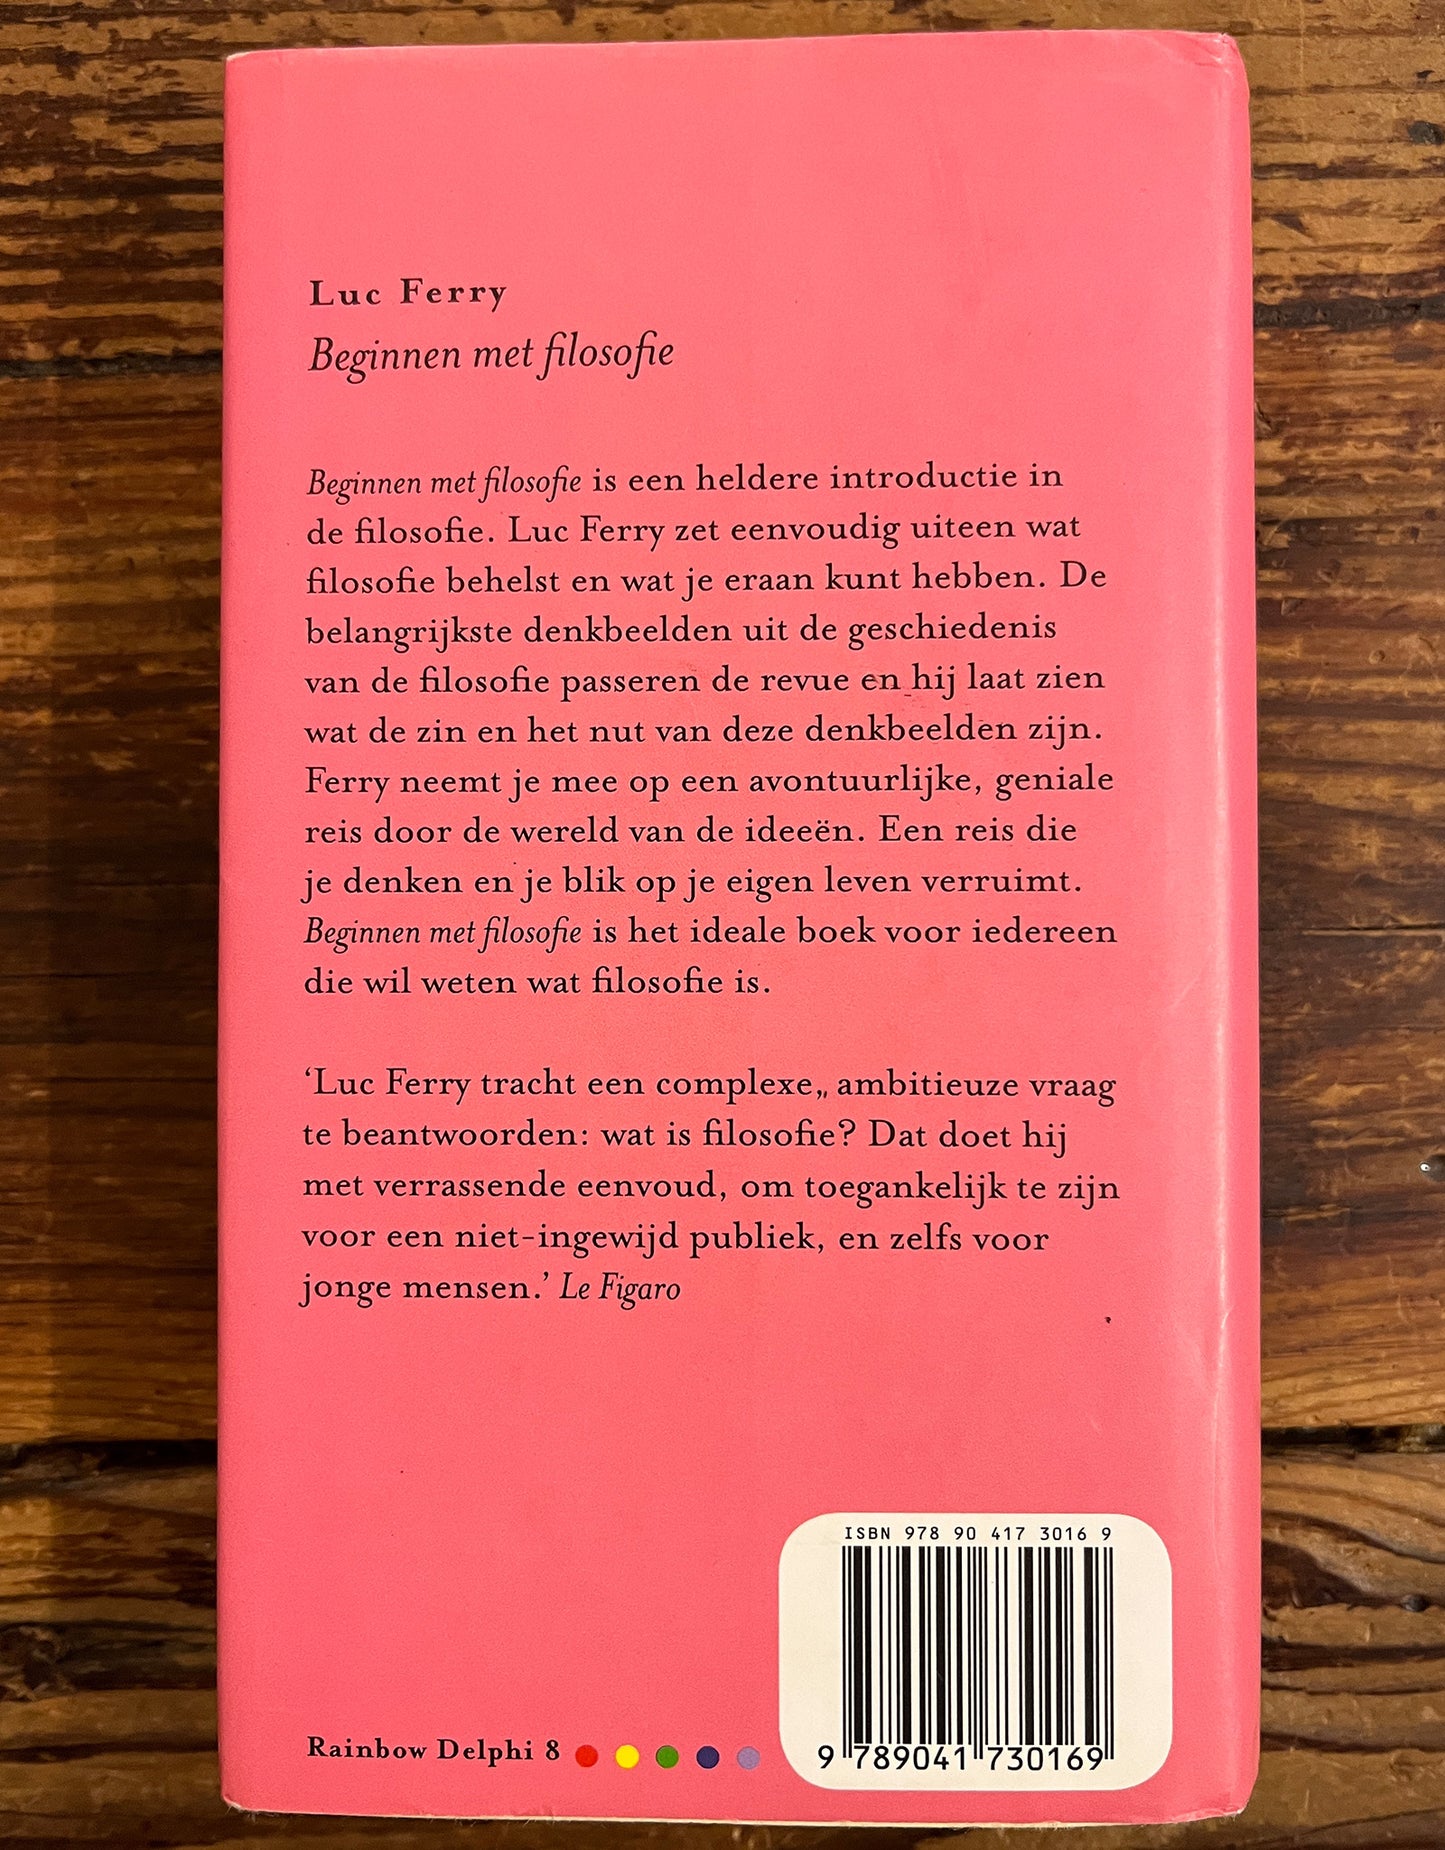 Luc Ferry
Beginnen met filosofie
Beginnen met filosofie is een heldere introductie in
de filosofie. Luc Ferry zet eenvoudig uiteen wat
filosofie behelst en wat je eraan kunt hebben. De
belangrijkste denkbeelden uit de geschiedenis
van de filosofie passeren de revue en hij laat zien
wat de zin en het nut van deze denkbeelden zijn.
Ferry neemt je mee op een avontuurlijke, geniale
reis door de wereld van de ideeën. Een reis die
je denken en je blik op je eigen leven verruimt.
Beginnen met filosofie is het ideale boek voor iedereen
die wil weten wat filosofie is.
‘Luc Ferry tracht een complexe,, ambitieuze vraag
te beantwoorden: wat is filosofie? Dat doet hij
met verrassende eenvoud, om toegankelijk te zijn
voor een niet-ingewijd publiek, en zelfs voor
jonge mensen.’ Le Figaro
ISBN 978 90 417 3016 9
9 789041 730169
Rainbow Delphi 8